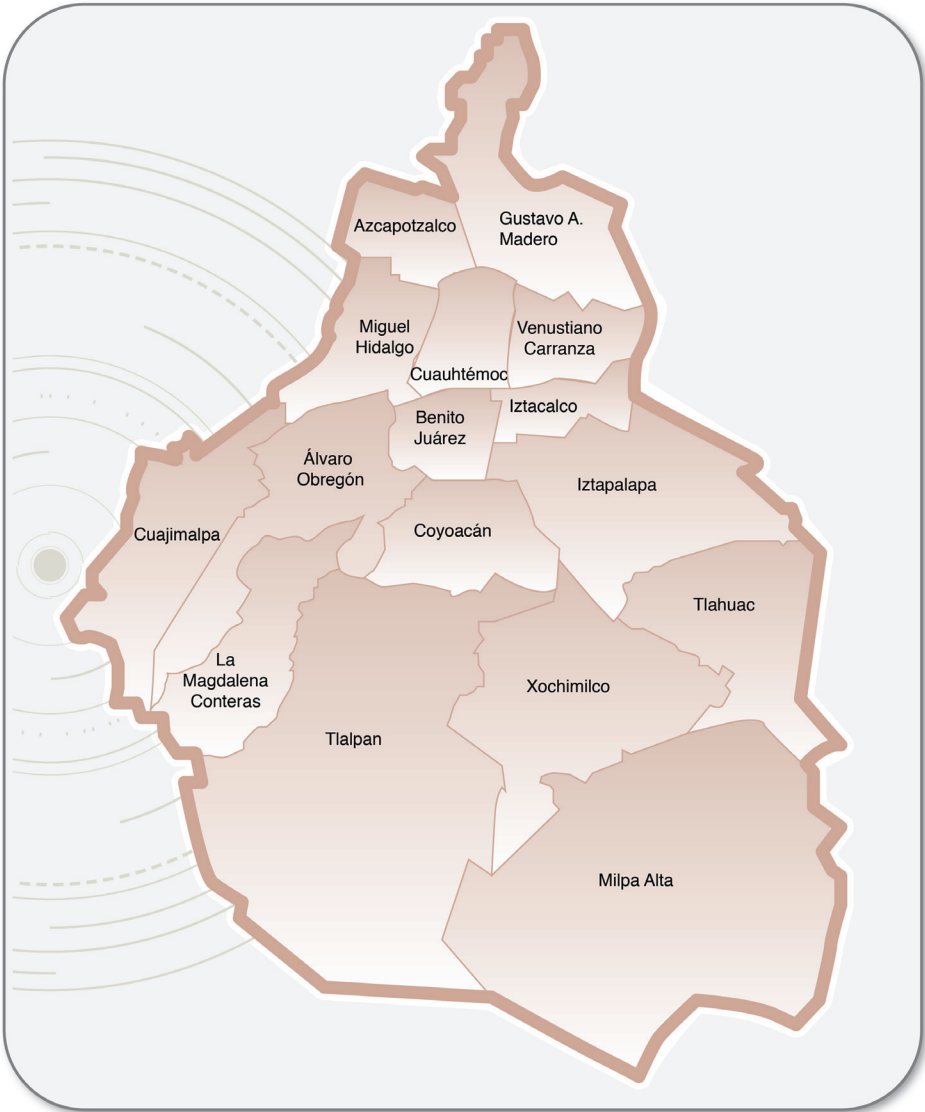 Azcapotzalco
Gustavo A.
Madero
Miguel
Hidalgo
Venustiano
Carranza
Cuauhtémoc
Iztacalco
Benito
Juárez
Álvaro
Obregón
Iztapalapa
Cuajimalpa
Coyoacán
Tlahuac
La
Magdalena
Conteras
Xochimilco
Tlalpan
Milpa Alta